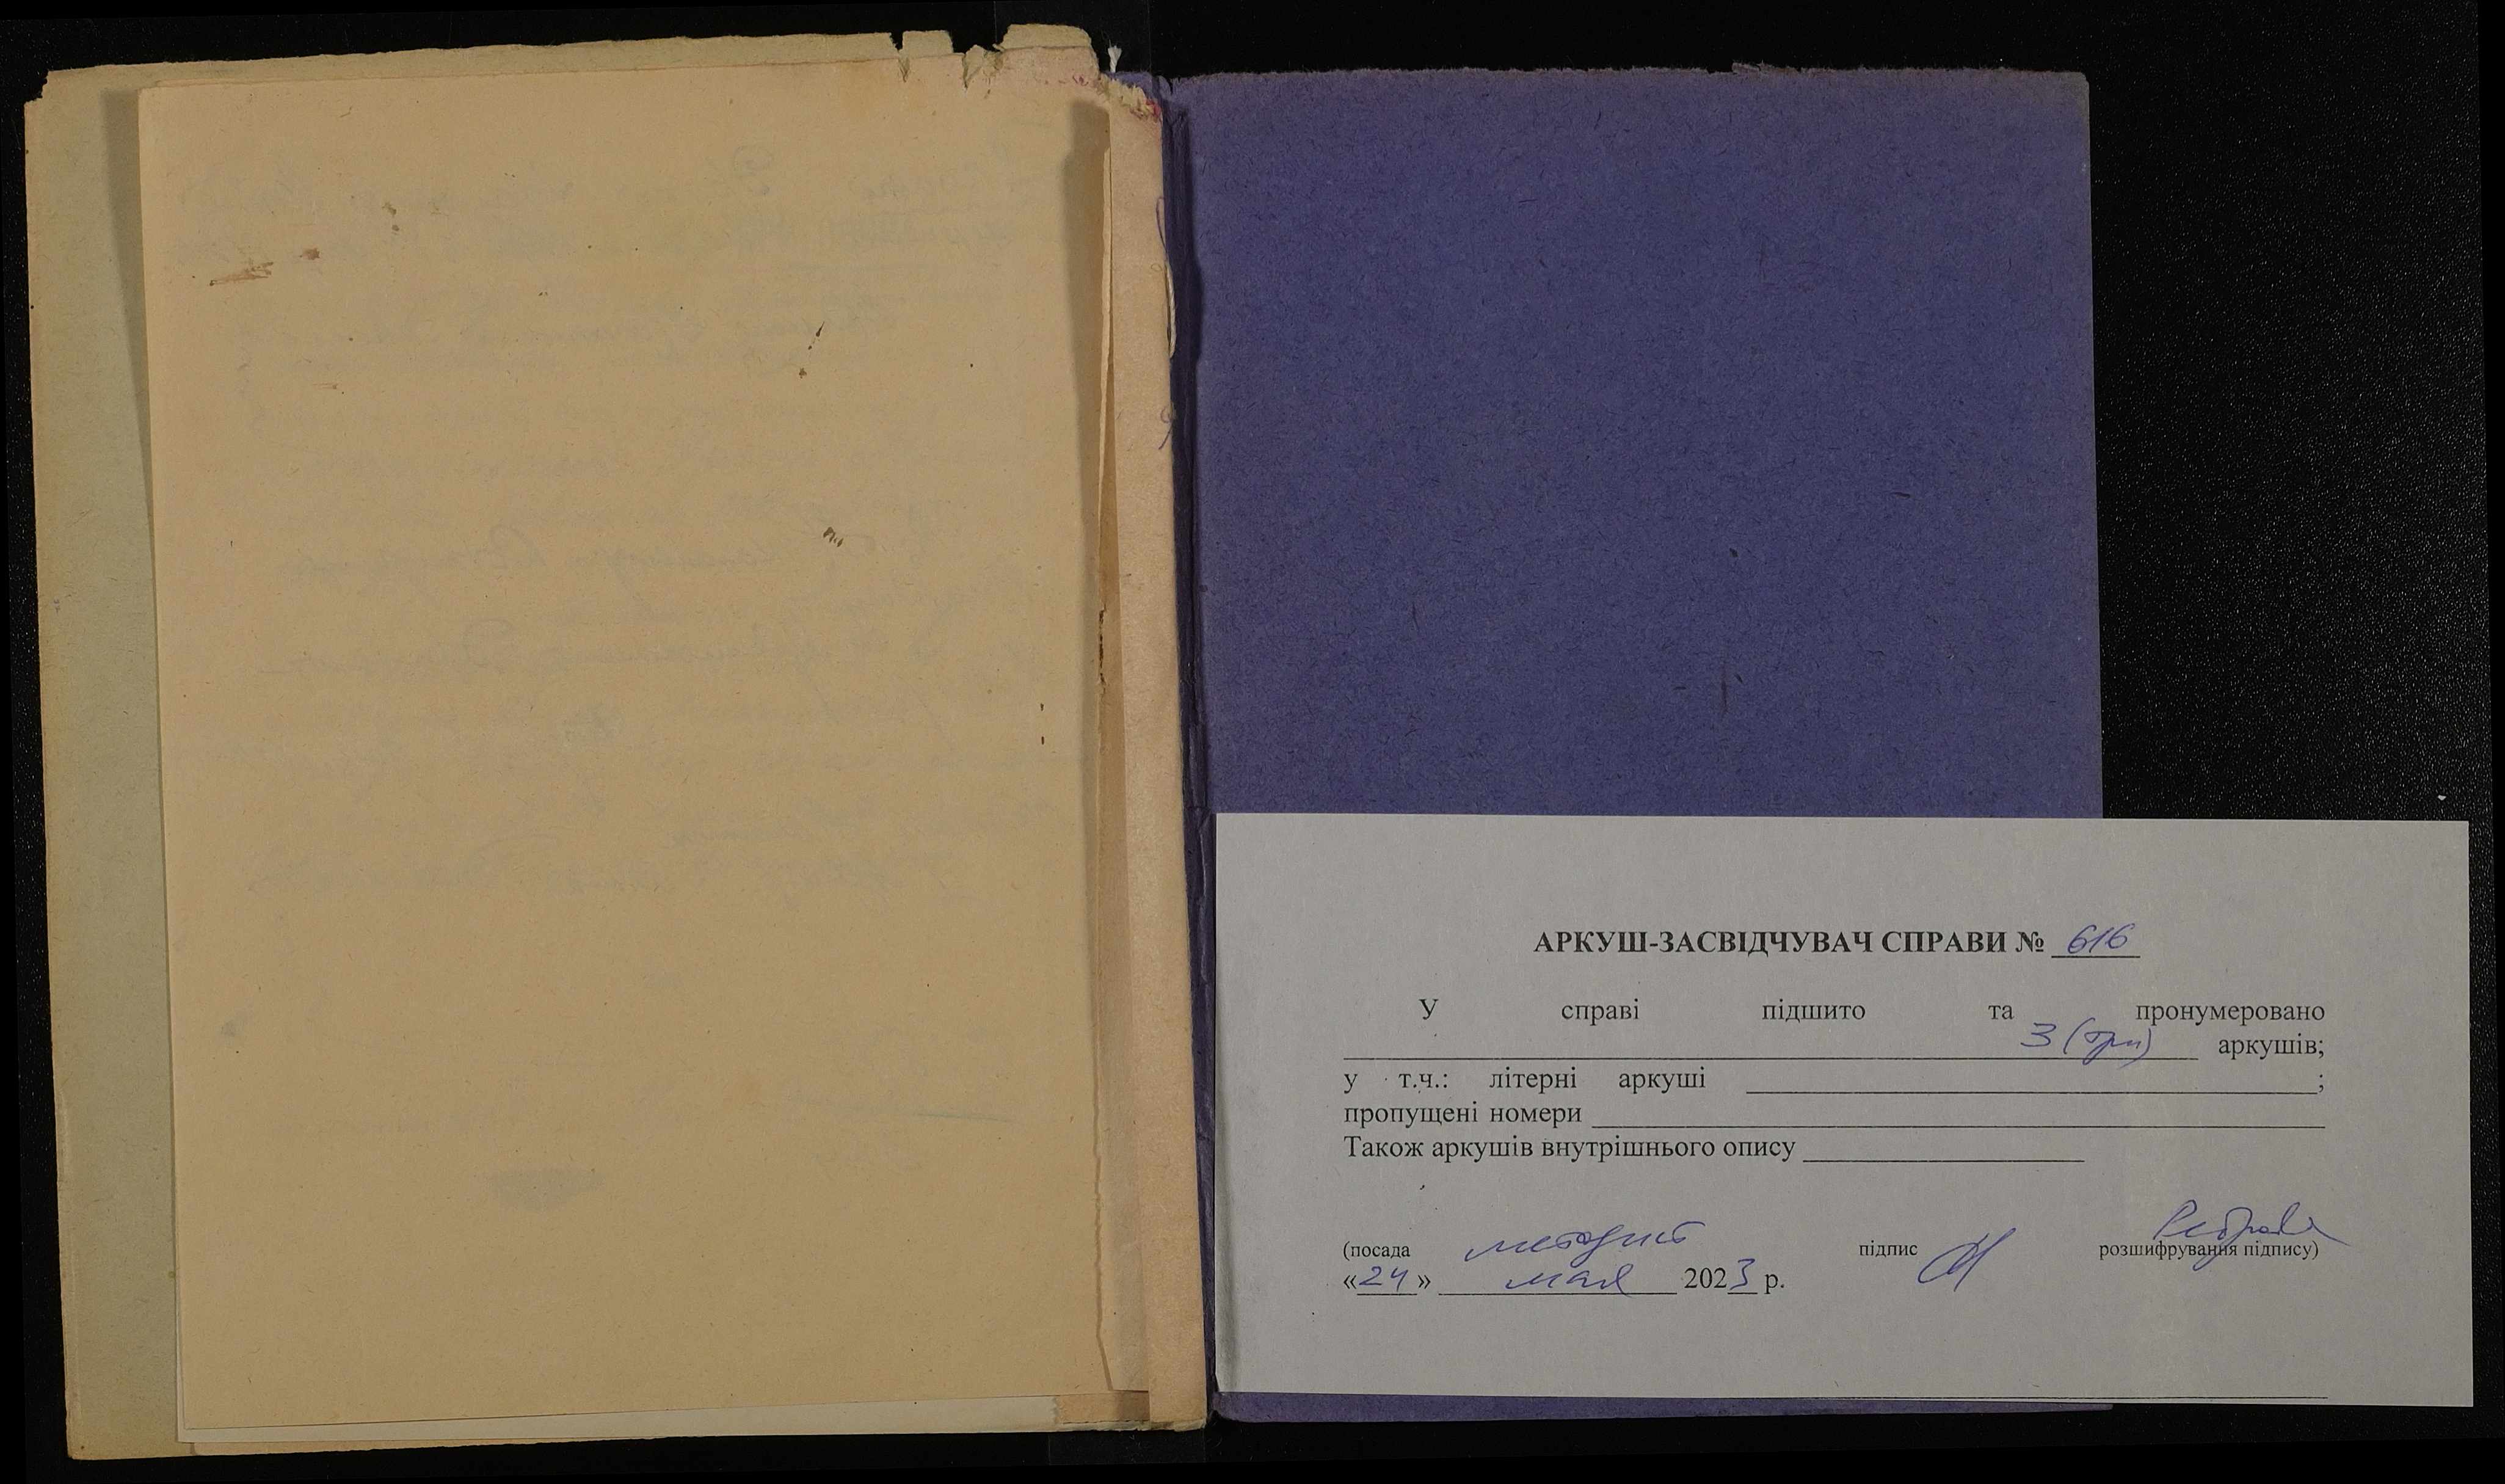 АРКУШ-ЗАСВІДЧУВАЧ СПРАВИ № 616
У справі підшито та пронумеровано
3 (три) аркушів;
у т.ч.: літерні аркуші ;
пропущені номери
Також аркушів внутрішнього опису
(посада методист підпис розшифрування підпису)
«24» мая 2023 р.